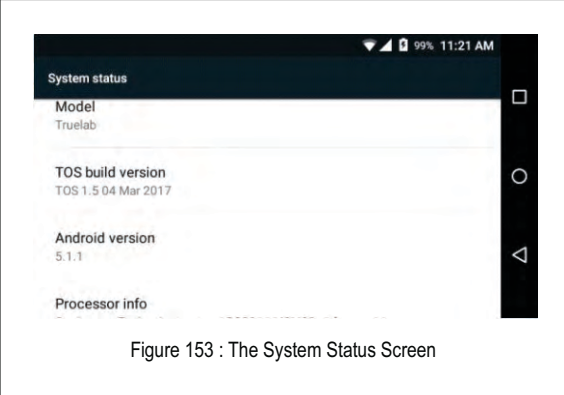 99% 11:21 AM
System status
Model
Truelab
TOS build version
TOS 1.5 04 Mar 2017
Android version
5.1.1
Processor info
Figure 153 : The System Status Screen